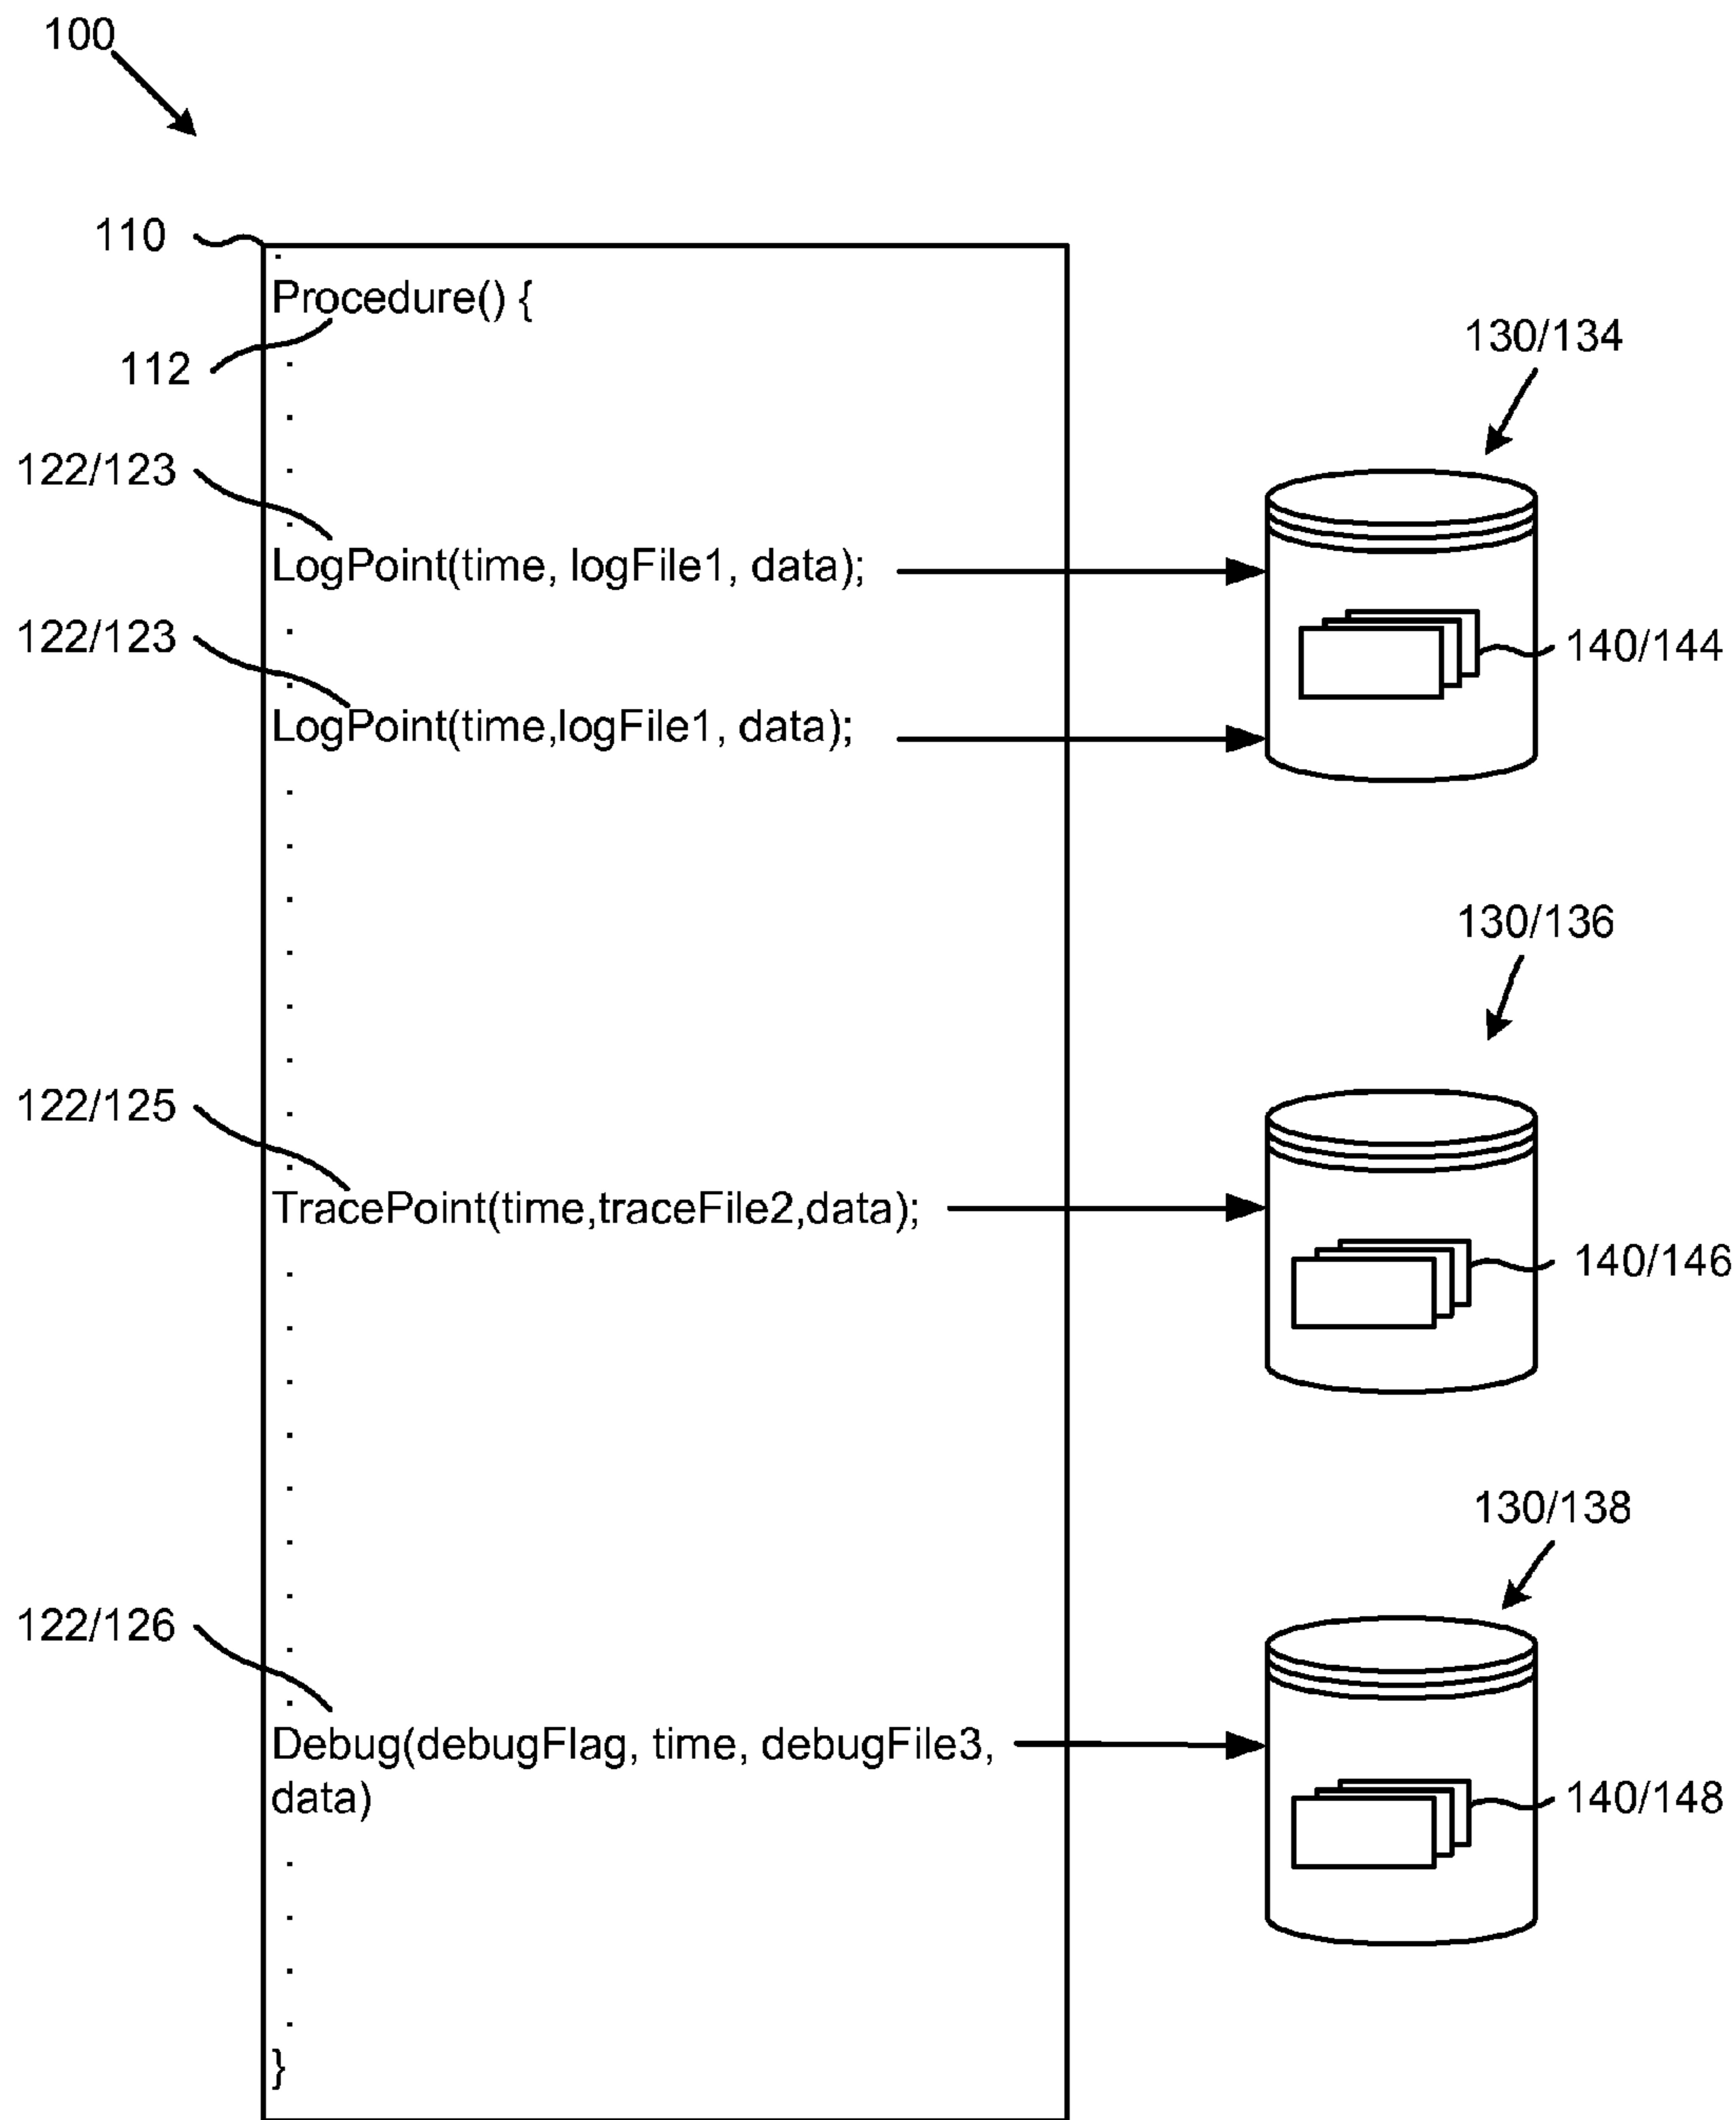 100
110
Procedure() {
112
130/134
122/123
LogPoint(time, logFile1, data);
122/123
140/144
LogPoint(time,logFile1, data);
130/136
122/125
TracePoint(time,traceFile2,data);
140/146
130/138
122/126
Debug(debugFlag, time, debugFile3,
data)
140/148
}